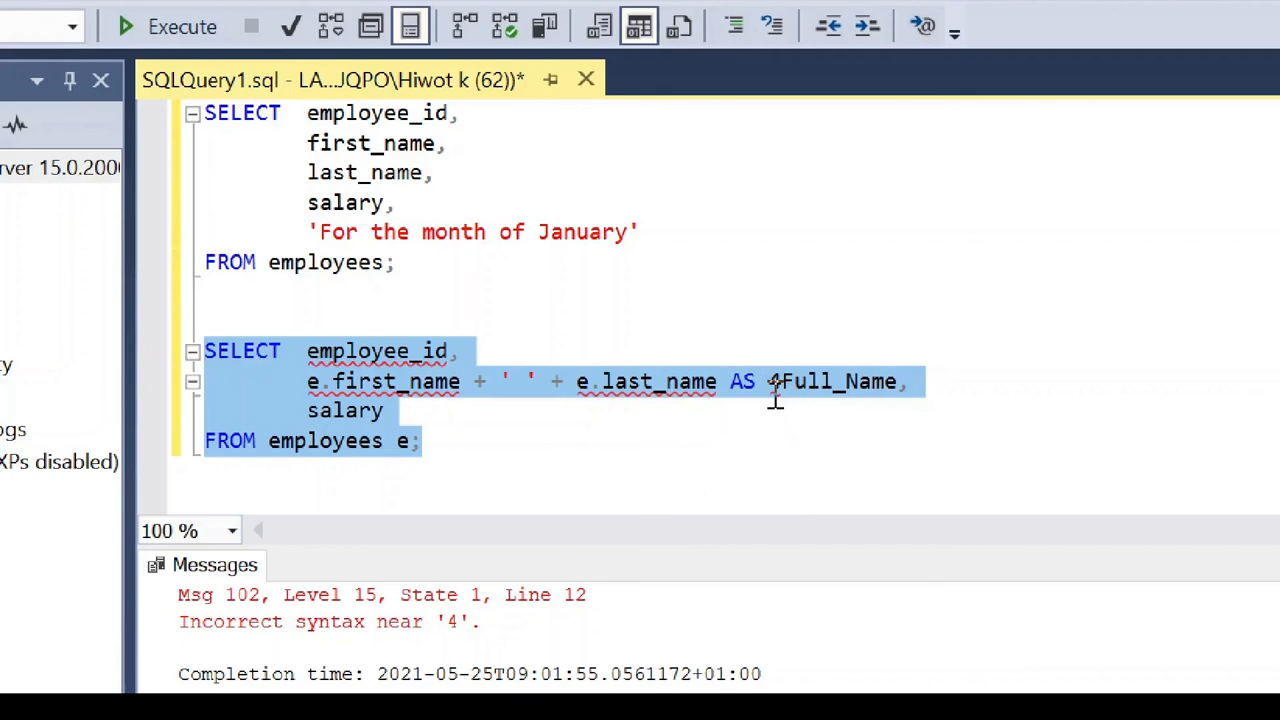 Execute
SQLQuery1.sql - LA...JQPO\Hiwot k (62))*
rver 15.0.200
SELECT employee_id,
first_name,
last_name,
salary,
'For the month of January'
FROM employees;
SELECT employee_id,
e.first_name + ' ' + e.last_name AS 4Full_Name,
salary
FROM employees e;
ty
ogs
XPs disabled)
100 %
Messages
Msg 102, Level 15, State 1, Line 12
Incorrect syntax near '4'.
Completion time: 2021-05-25T09:01:55.0561172+01:00